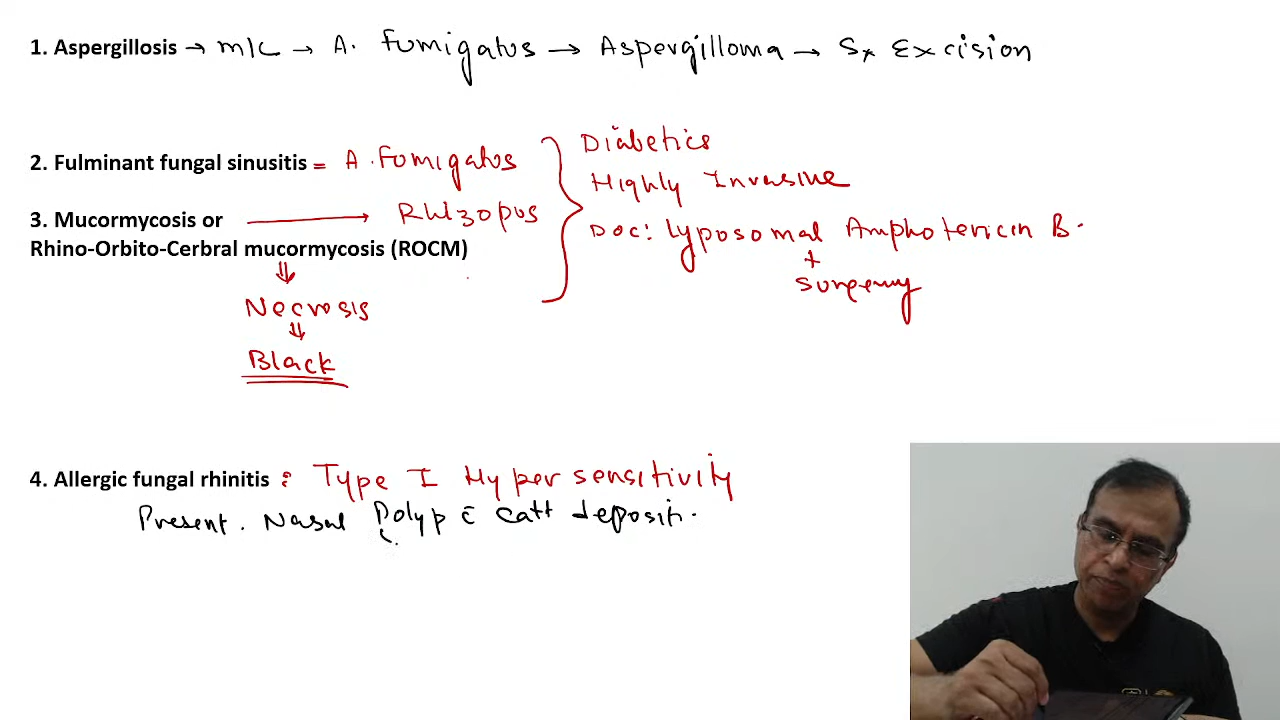 1. Aspergillosis → m/c → A. Fumigatus → Aspergilloma → Sx Excision
2. Fulminant fungal sinusitis = A. Fumigatus
Diabetics
Highly Invasive
3. Mucormycosis or → Rhizopus
Rhino-Orbito-Cerbral mucormycosis (ROCM)
DOC: Lyposomal Amphotericin B.
+
Surgery
⇓
Necrosis
⇓
Black
4. Allergic fungal rhinitis : Type I Hypersensitivity
Present. Nasal Polyp c̄ Ca++ deposit.